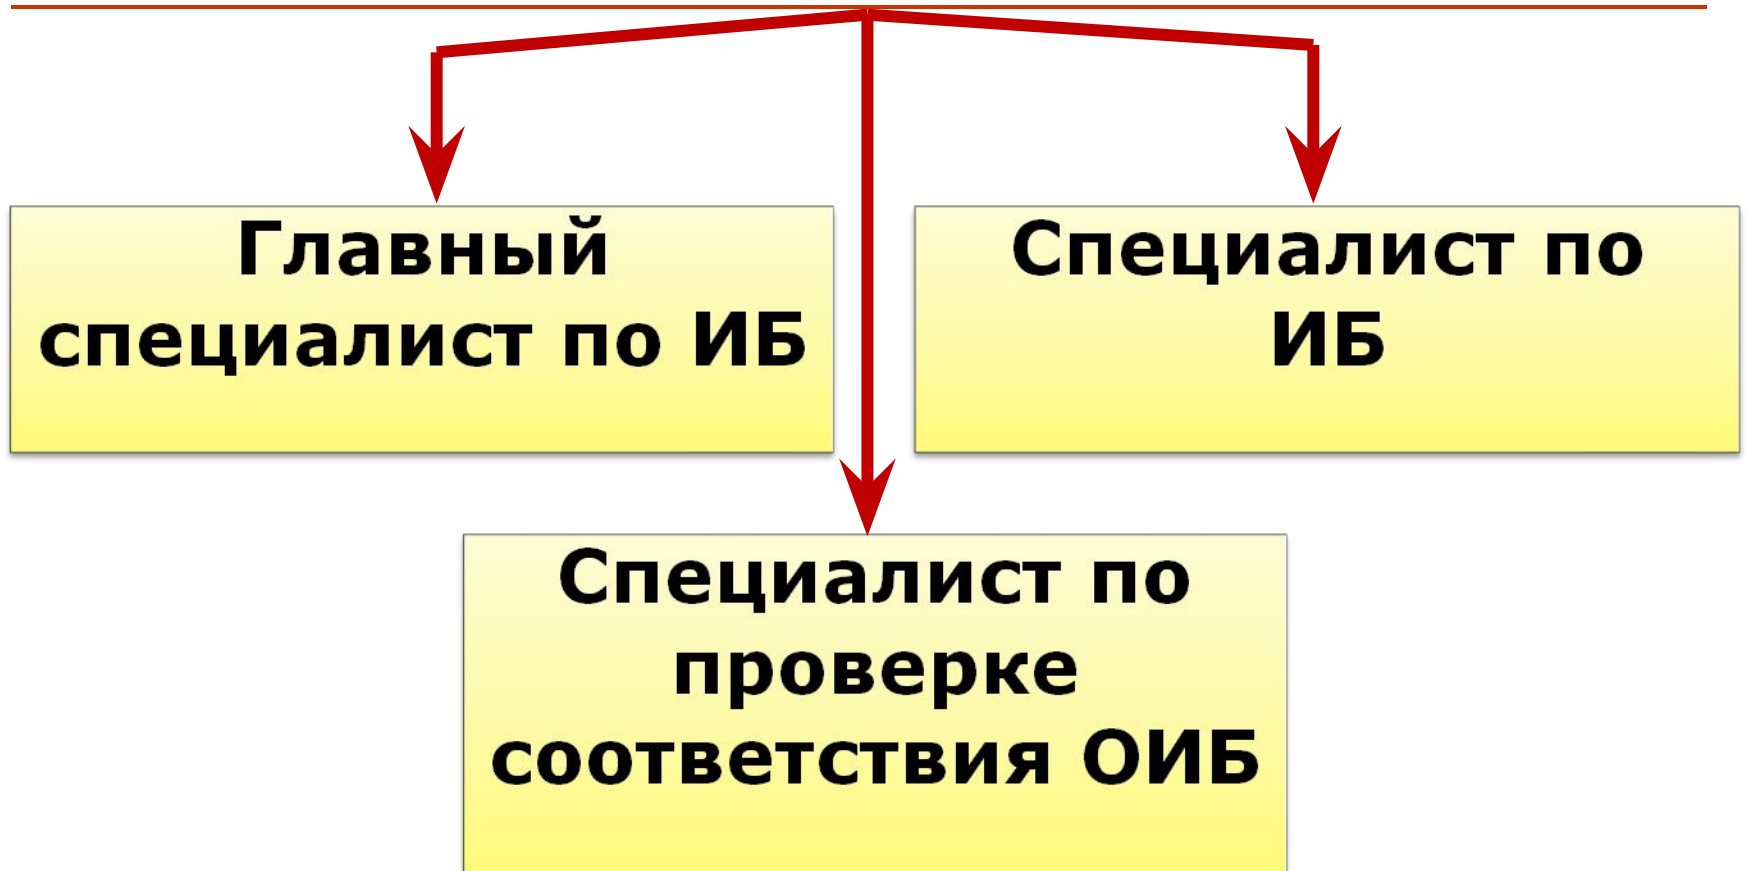 Главный
специалист по ИБ
Специалист по
ИБ
Специалист по
проверке
соответствия ОИБ